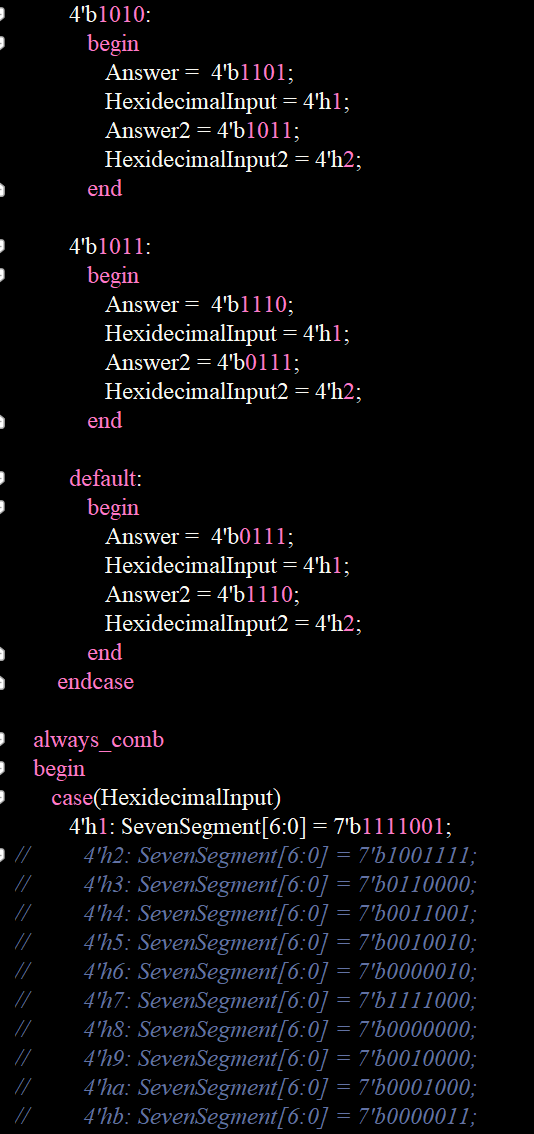 4'b1010:
begin
Answer =  4'b1101;
HexidecimalInput = 4'h1;
Answer2 = 4'b1011;
HexidecimalInput2 = 4'h2;
end
4'b1011:
begin
Answer =  4'b1110;
HexidecimalInput = 4'h1;
Answer2 = 4'b0111;
HexidecimalInput2 = 4'h2;
end
default:
begin
Answer =  4'b0111;
HexidecimalInput = 4'h1;
Answer2 = 4'b1110;
HexidecimalInput2 = 4'h2;
end
endcase
always_comb
begin
case(HexidecimalInput)
4'h1: SevenSegment[6:0] = 7'b1111001;
// 4'h2: SevenSegment[6:0] = 7'b1001111;
// 4'h3: SevenSegment[6:0] = 7'b0110000;
// 4'h4: SevenSegment[6:0] = 7'b0011001;
// 4'h5: SevenSegment[6:0] = 7'b0010010;
// 4'h6: SevenSegment[6:0] = 7'b0000010;
// 4'h7: SevenSegment[6:0] = 7'b1111000;
// 4'h8: SevenSegment[6:0] = 7'b0000000;
// 4'h9: SevenSegment[6:0] = 7'b0010000;
// 4'ha: SevenSegment[6:0] = 7'b0001000;
// 4'hb: SevenSegment[6:0] = 7'b0000011;